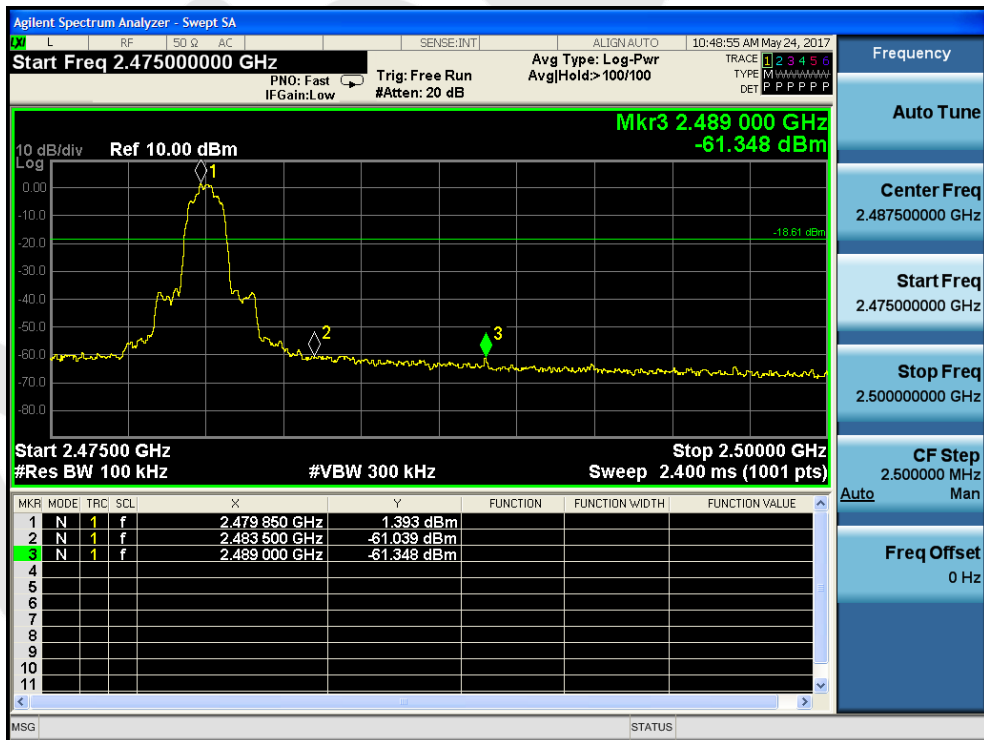 Agilent Spectrum Analyzer - Swept SA
LXI L RF 50 Ω AC SENSE:INT ALIGNAUTO 10:48:55 AM May 24, 2017
Start Freq 2.475000000 GHz
PNO: Fast
IFGain:Low
Trig: Free Run
#Atten: 20 dB
Avg Type: Log-Pwr
Avg|Hold:>100/100
TRACE 1 2 3 4 5 6
TYPE M WWWWW
DET P P P P P P
Mkr3 2.489 000 GHz
-61.348 dBm
10 dB/div Ref 10.00 dBm
Log
1
0.00
-10.0
-18.61 dBm
-20.0
-30.0
-40.0
-50.0
2
3
-60.0
-70.0
-80.0
Start 2.47500 GHz Stop 2.50000 GHz
#Res BW 100 kHz #VBW 300 kHz Sweep 2.400 ms (1001 pts)
MKR MODE TRC SCL X Y FUNCTION FUNCTION WIDTH FUNCTION VALUE
1 N 1 f 2.479 850 GHz 1.393 dBm
2 N 1 f 2.483 500 GHz -61.039 dBm
3 N 1 f 2.489 000 GHz -61.348 dBm
4
5
6
7
8
9
10
11
MSG STATUS
Frequency
Auto Tune
Center Freq
2.487500000 GHz
Start Freq
2.475000000 GHz
Stop Freq
2.500000000 GHz
CF Step
2.500000 MHz
Auto Man
Freq Offset
0 Hz